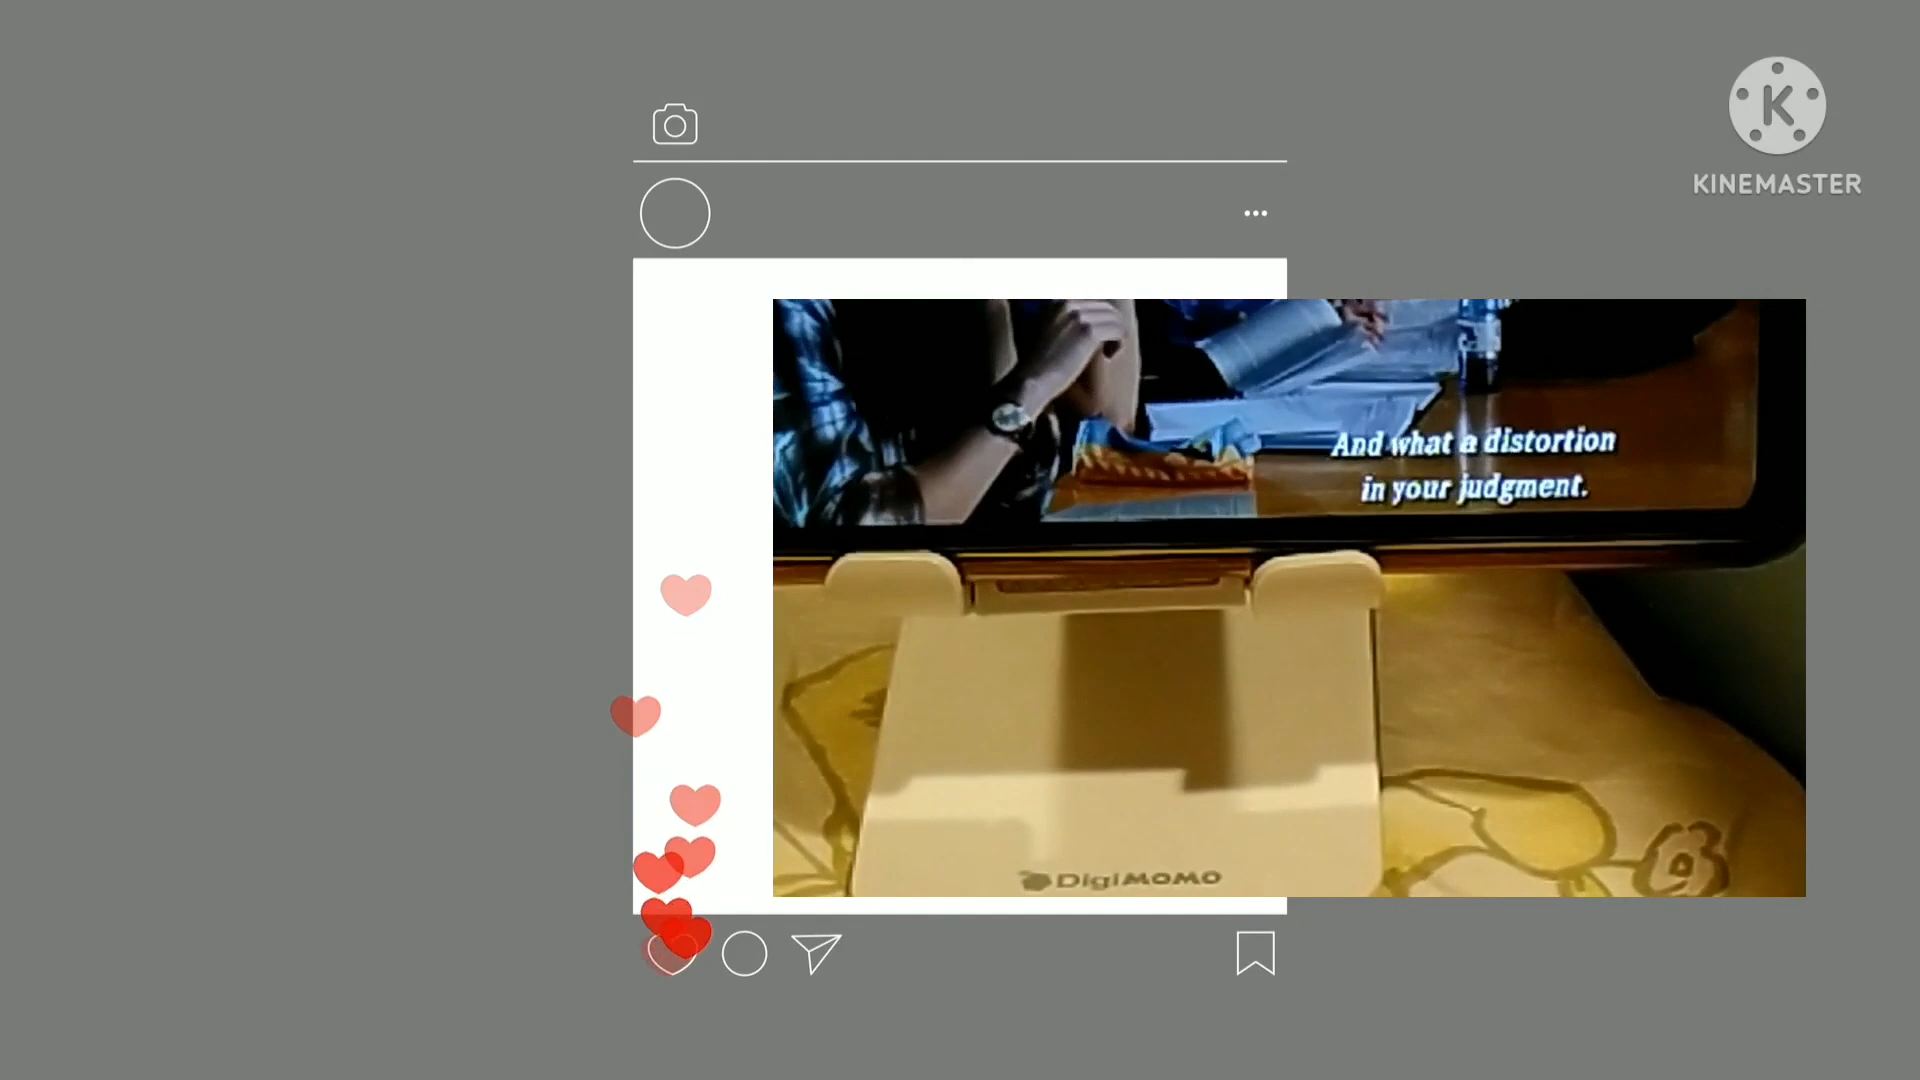 K
KINEMASTER
And what a distortion
in your judgment.
DigiMOMO